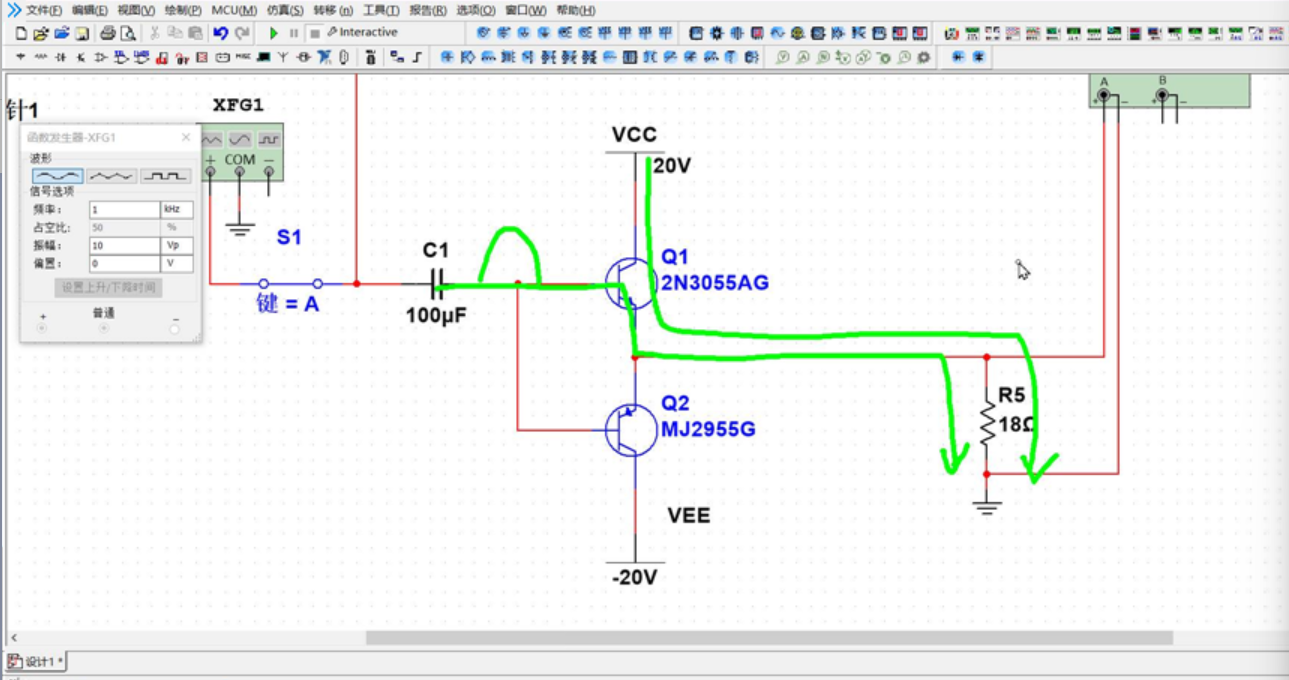 文件(F) 编辑(E) 视图(V) 绘制(P) MCU(M) 仿真(S) 转移(n) 工具(T) 报告(R) 选项(O) 窗口(W) 帮助(H)
Interactive
针1
XFG1
函数发生器-XFG1
波形
信号选项
频率: 1 kHz
占空比: 50 %
振幅: 10 Vp
偏置: 0 V
设置上升/下降时间
+ 普通 −
+ COM −
S1
键 = A
C1
100µF
VCC
20V
Q1
2N3055AG
Q2
MJ2955G
VEE
-20V
R5
18Ω
A B
+ − + −
设计1 *